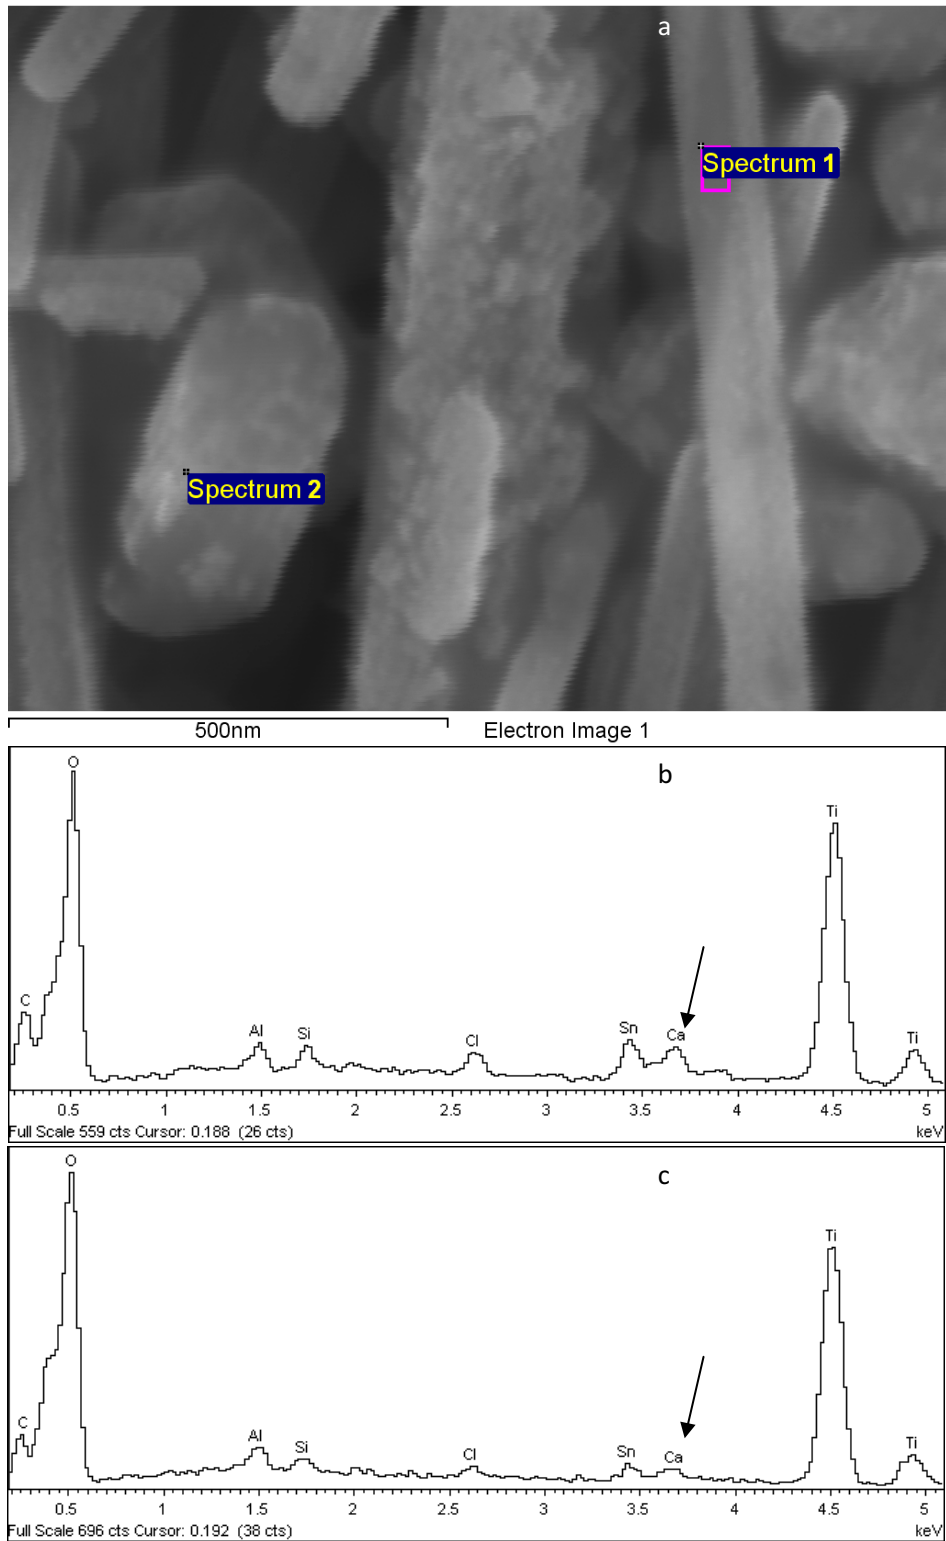 a
Spectrum 1
Spectrum 2
500nm Electron Image 1
b
O
Ti
C
Al
Si
Cl
Sn
Ca
Ti
0.5 1 1.5 2 2.5 3 3.5 4 4.5 5
Full Scale 559 cts Cursor: 0.188 (26 cts) keV
c
O
Ti
C
Al
Si
Cl
Sn
Ca
Ti
0.5 1 1.5 2 2.5 3 3.5 4 4.5 5
Full Scale 696 cts Cursor: 0.192 (38 cts) keV